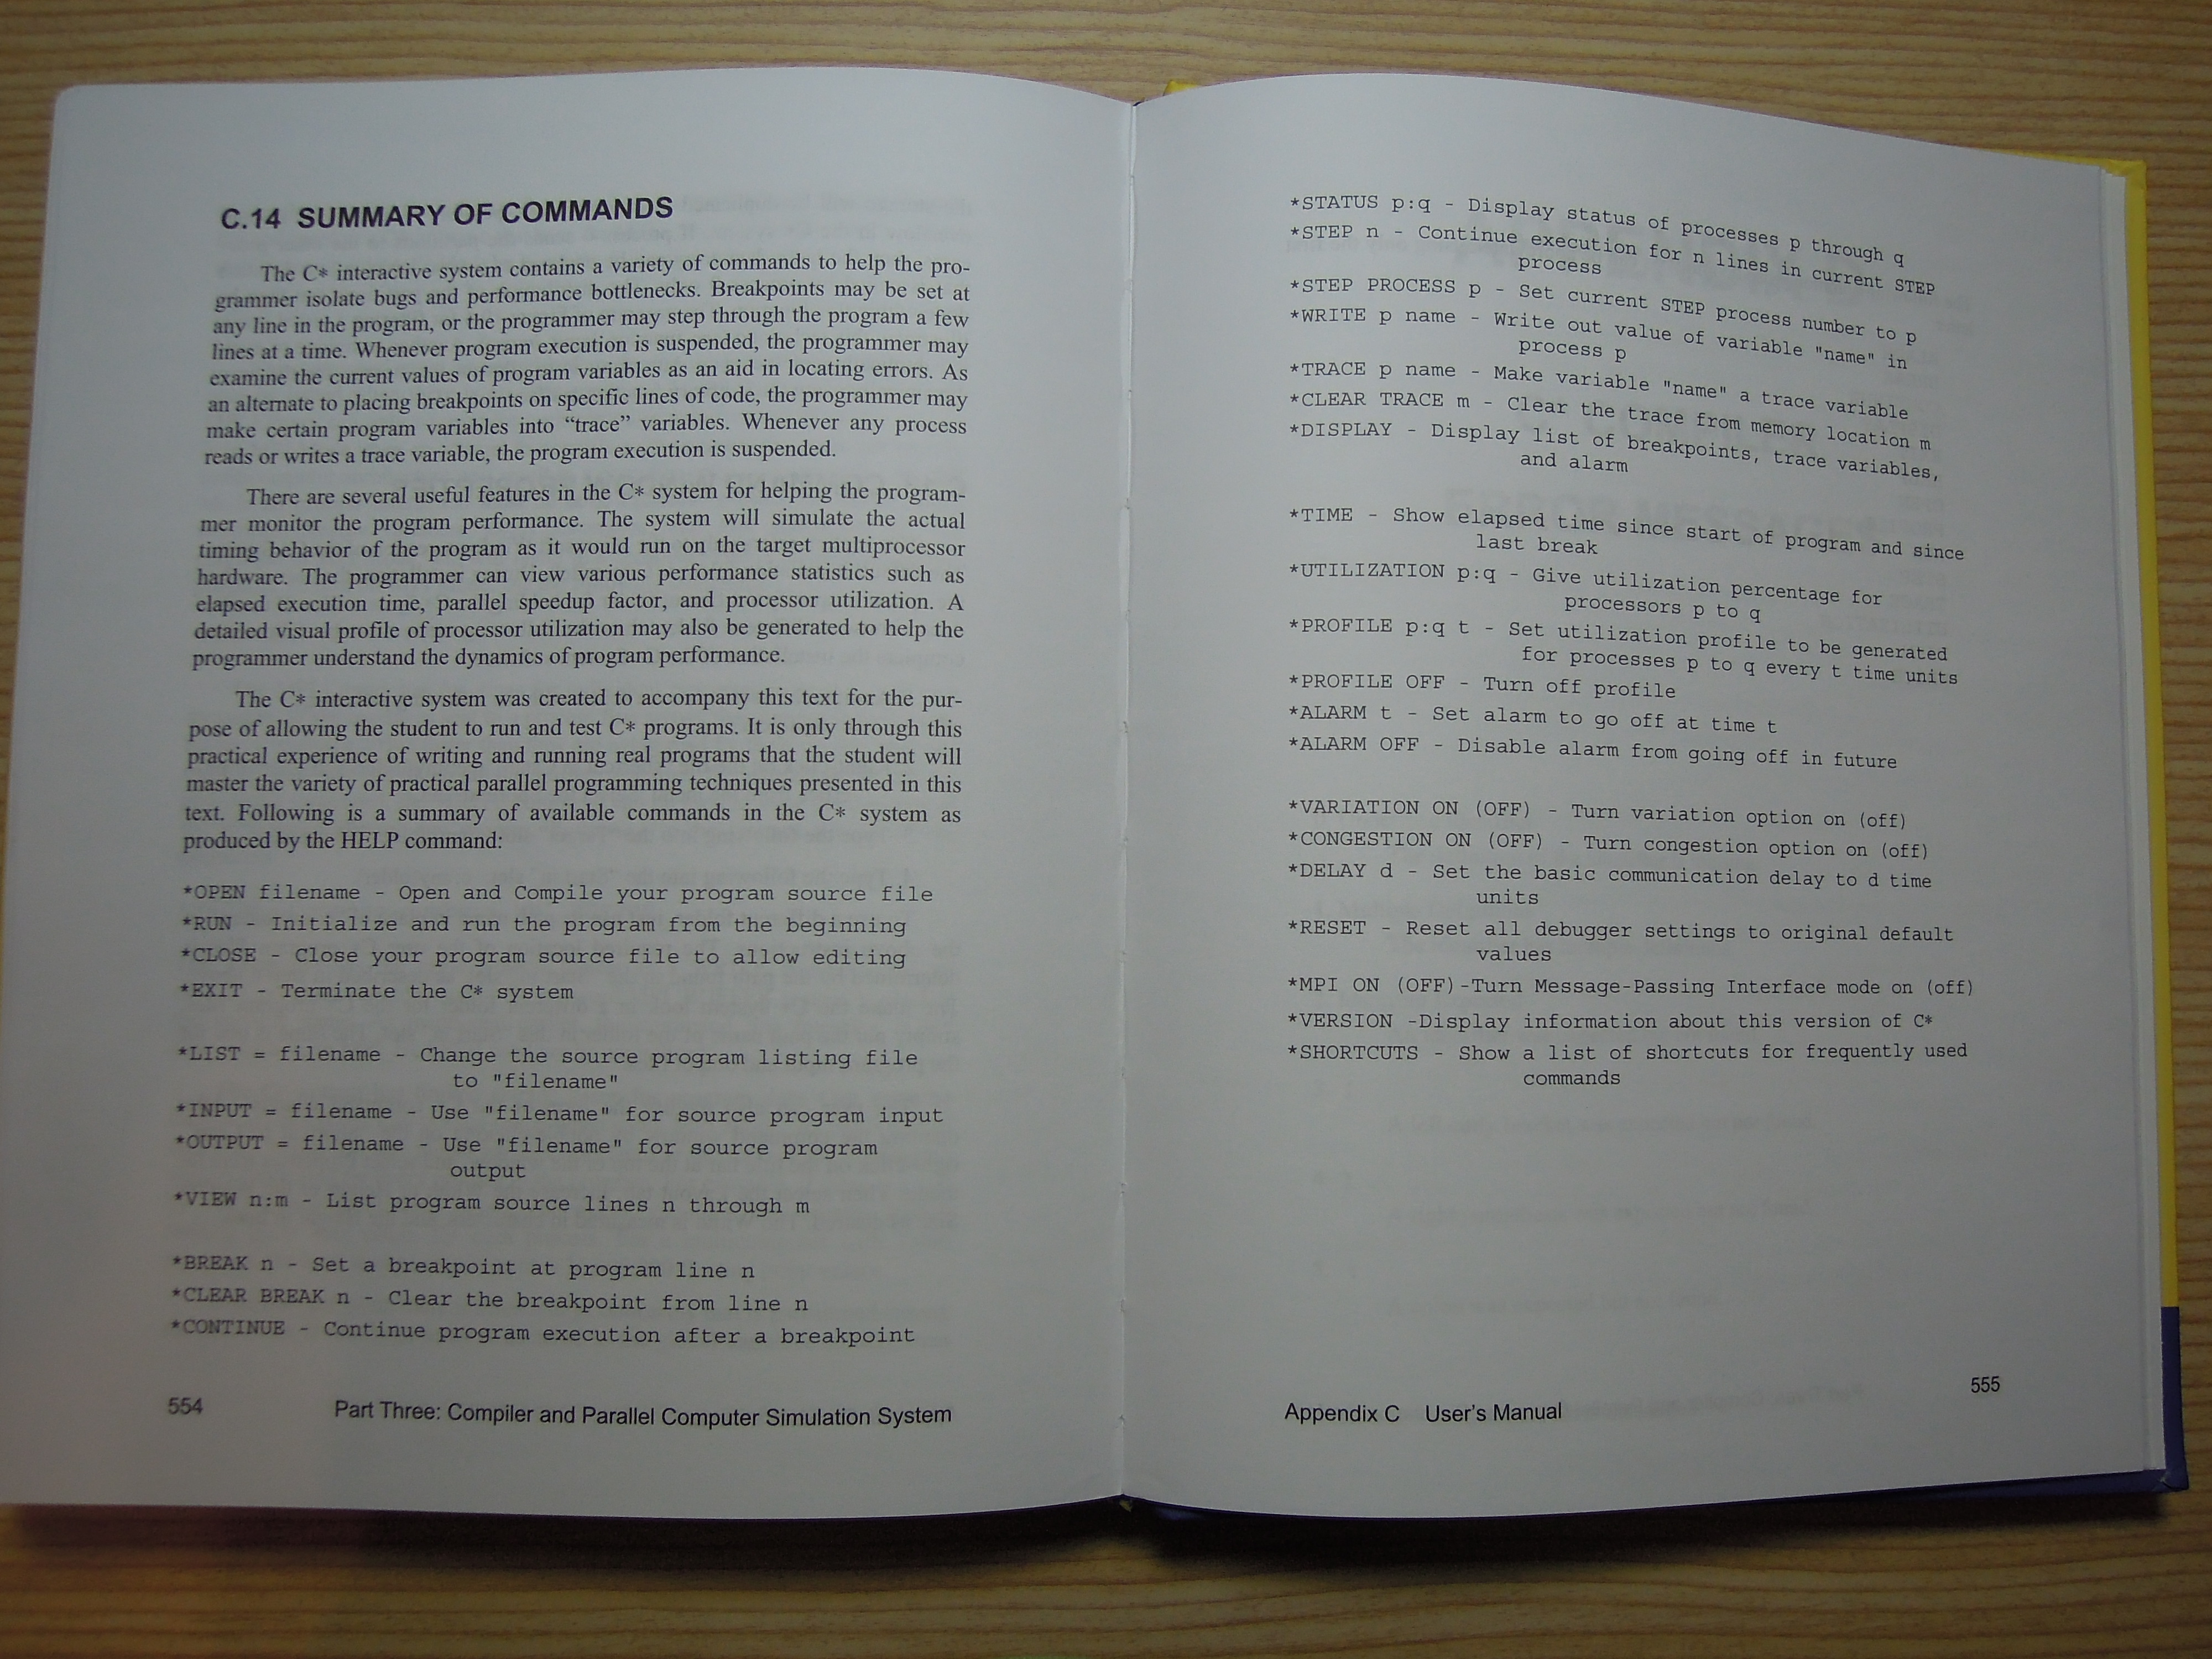 C.14 SUMMARY OF COMMANDS
The C* interactive system contains a variety of commands to help the pro-
grammer isolate bugs and performance bottlenecks. Breakpoints may be set at
any line in the program, or the programmer may step through the program a few
lines at a time. Whenever program execution is suspended, the programmer may
examine the current values of program variables as an aid in locating errors. As
an alternate to placing breakpoints on specific lines of code, the programmer may
make certain program variables into “trace” variables. Whenever any process
reads or writes a trace variable, the program execution is suspended.
There are several useful features in the C* system for helping the program-
mer monitor the program performance. The system will simulate the actual
timing behavior of the program as it would run on the target multiprocessor
hardware. The programmer can view various performance statistics such as
elapsed execution time, parallel speedup factor, and processor utilization. A
detailed visual profile of processor utilization may also be generated to help the
programmer understand the dynamics of program performance.
The C* interactive system was created to accompany this text for the pur-
pose of allowing the student to run and test C* programs. It is only through this
practical experience of writing and running real programs that the student will
master the variety of practical parallel programming techniques presented in this
text. Following is a summary of available commands in the C* system as
produced by the HELP command:
*OPEN filename - Open and Compile your program source file
*RUN - Initialize and run the program from the beginning
*CLOSE - Close your program source file to allow editing
*EXIT - Terminate the C* system
*LIST = filename - Change the source program listing file
to "filename"
*INPUT = filename - Use "filename" for source program input
*OUTPUT = filename - Use "filename" for source program
output
*VIEW n:m - List program source lines n through m
*BREAK n - Set a breakpoint at program line n
*CLEAR BREAK n - Clear the breakpoint from line n
*CONTINUE - Continue program execution after a breakpoint
554 Part Three: Compiler and Parallel Computer Simulation System
*STATUS p:q - Display status of processes p through q
*STEP n - Continue execution for n lines in current STEP
process
*STEP PROCESS p - Set current STEP process number to p
*WRITE p name - Write out value of variable "name" in
process p
*TRACE p name - Make variable "name" a trace variable
*CLEAR TRACE m - Clear the trace from memory location m
*DISPLAY - Display list of breakpoints, trace variables,
and alarm
*TIME - Show elapsed time since start of program and since
last break
*UTILIZATION p:q - Give utilization percentage for
processors p to q
*PROFILE p:q t - Set utilization profile to be generated
for processes p to q every t time units
*PROFILE OFF - Turn off profile
*ALARM t - Set alarm to go off at time t
*ALARM OFF - Disable alarm from going off in future
*VARIATION ON (OFF) - Turn variation option on (off)
*CONGESTION ON (OFF) - Turn congestion option on (off)
*DELAY d - Set the basic communication delay to d time
units
*RESET - Reset all debugger settings to original default
values
*MPI ON (OFF)-Turn Message-Passing Interface mode on (off)
*VERSION -Display information about this version of C*
*SHORTCUTS - Show a list of shortcuts for frequently used
commands
Appendix C User's Manual 555